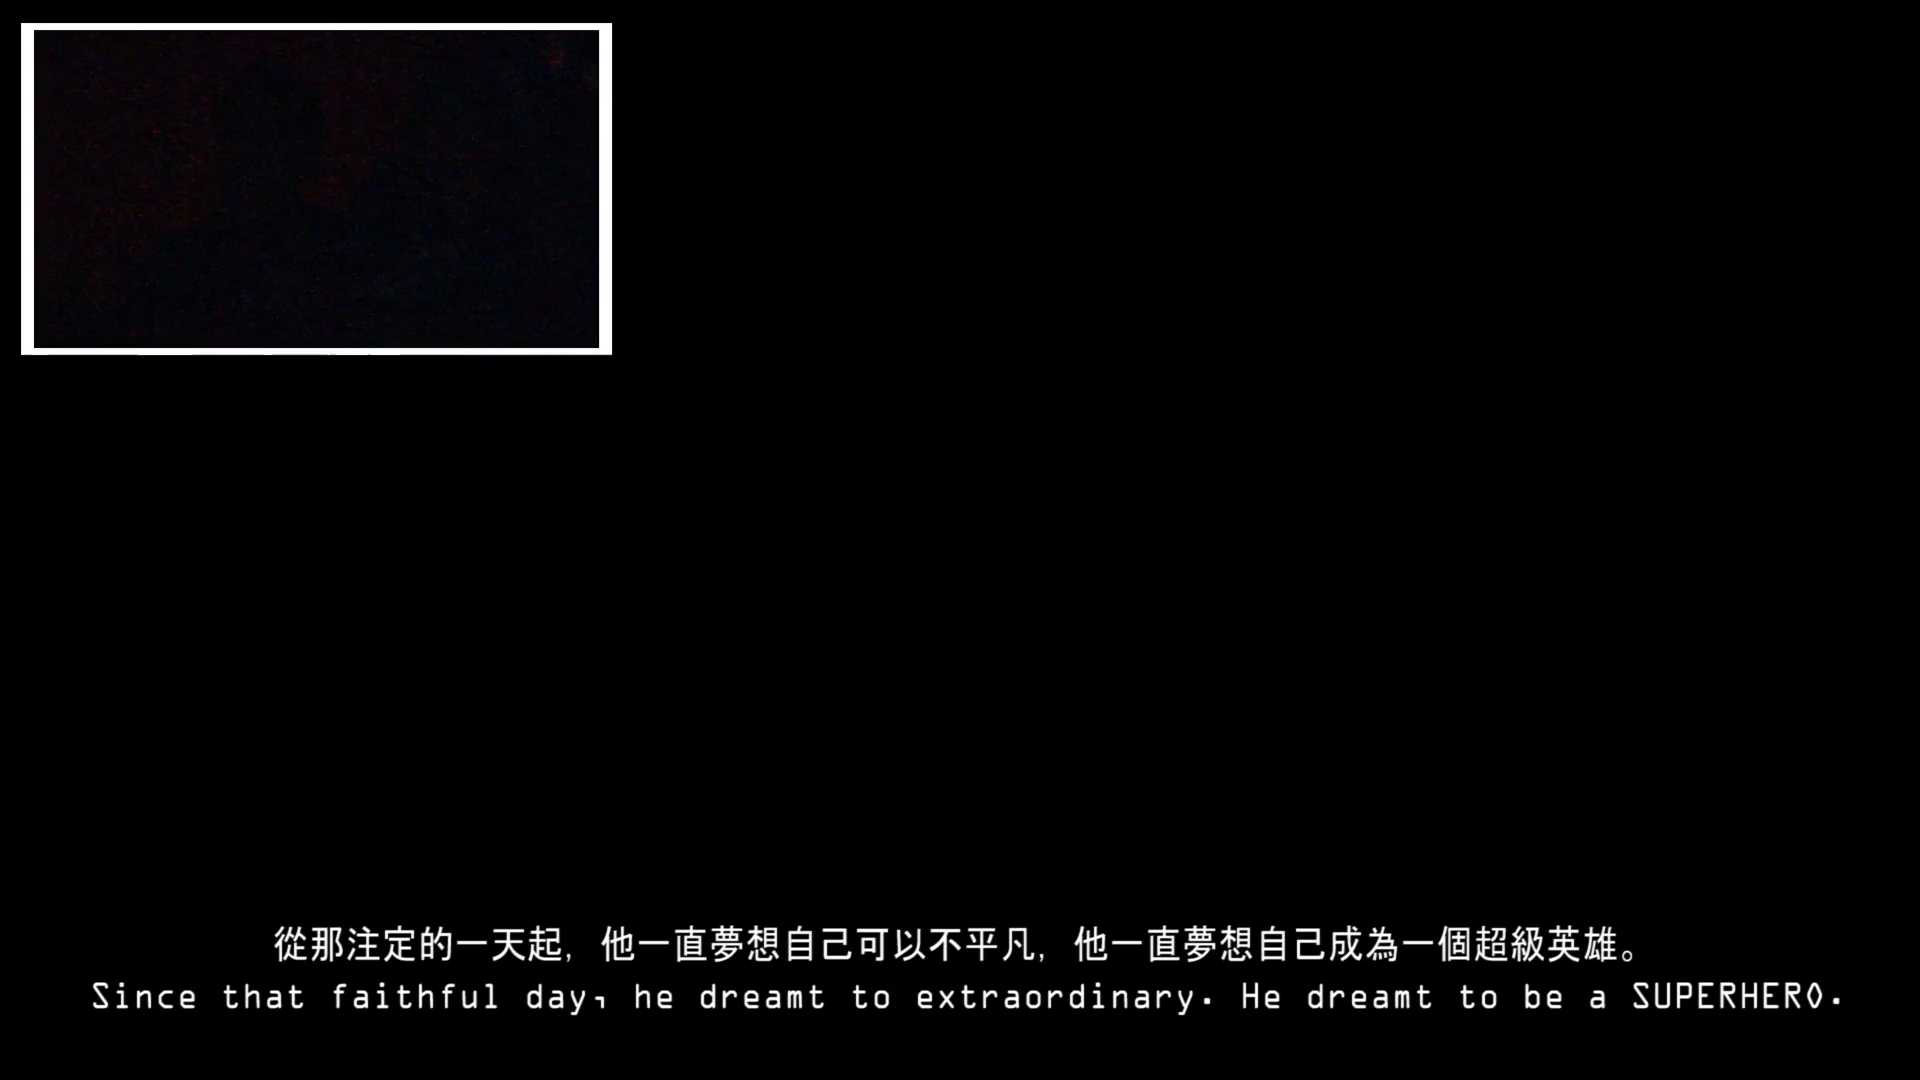 從那注定的一天起，他一直夢想自己可以不平凡，他一直夢想自己成為一個超級英雄。
Since that faithful day, he dreamt to extraordinary. He dreamt to be a SUPERHERO.